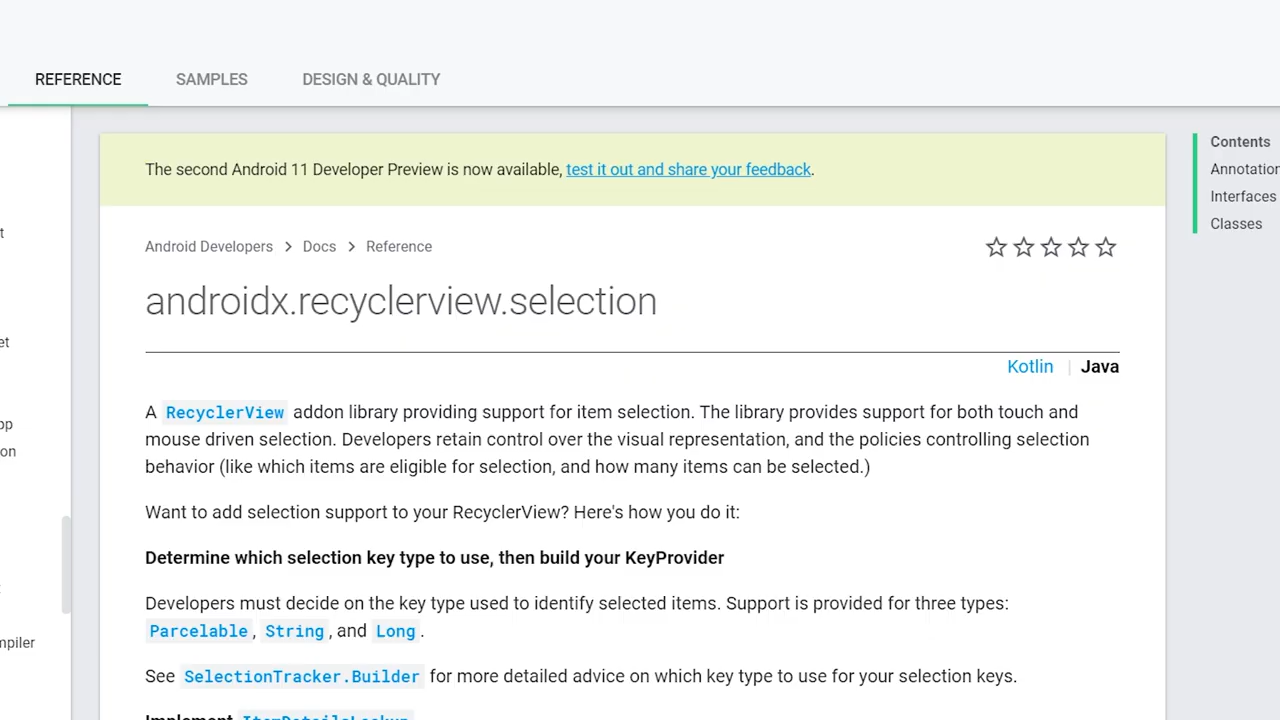 REFERENCE SAMPLES DESIGN & QUALITY
The second Android 11 Developer Preview is now available, test it out and share your feedback.
Android Developers > Docs > Reference
androidx.recyclerview.selection
Kotlin | Java
A RecyclerView addon library providing support for item selection. The library provides support for both touch and
mouse driven selection. Developers retain control over the visual representation, and the policies controlling selection
behavior (like which items are eligible for selection, and how many items can be selected.)
Want to add selection support to your RecyclerView? Here's how you do it:
Determine which selection key type to use, then build your KeyProvider
Developers must decide on the key type used to identify selected items. Support is provided for three types:
Parcelable, String, and Long.
See SelectionTracker.Builder for more detailed advice on which key type to use for your selection keys.
Implement ItemDetailsLookup
Contents
Annotation
Interfaces
Classes